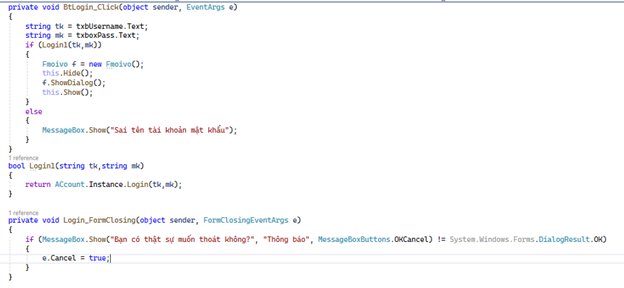 private void BtLogin_Click(object sender, EventArgs e)
{
string tk = txbUsername.Text;
string mk = txboxPass.Text;
if (Login1(tk,mk))
{
Fmoivo f = new Fmoivo();
this.Hide();
f.ShowDialog();
this.Show();
}
else
{
MessageBox.Show("Sai tên tài khoản mật khẩu");
}
}
1 reference
bool Login1(string tk,string mk)
{
return ACcount.Instance.Login(tk,mk);
}
1 reference
private void Login_FormClosing(object sender, FormClosingEventArgs e)
{
if (MessageBox.Show("Bạn có thật sự muốn thoát không?", "Thông báo", MessageBoxButtons.OKCancel) != System.Windows.Forms.DialogResult.OK)
{
e.Cancel = true;
}
}